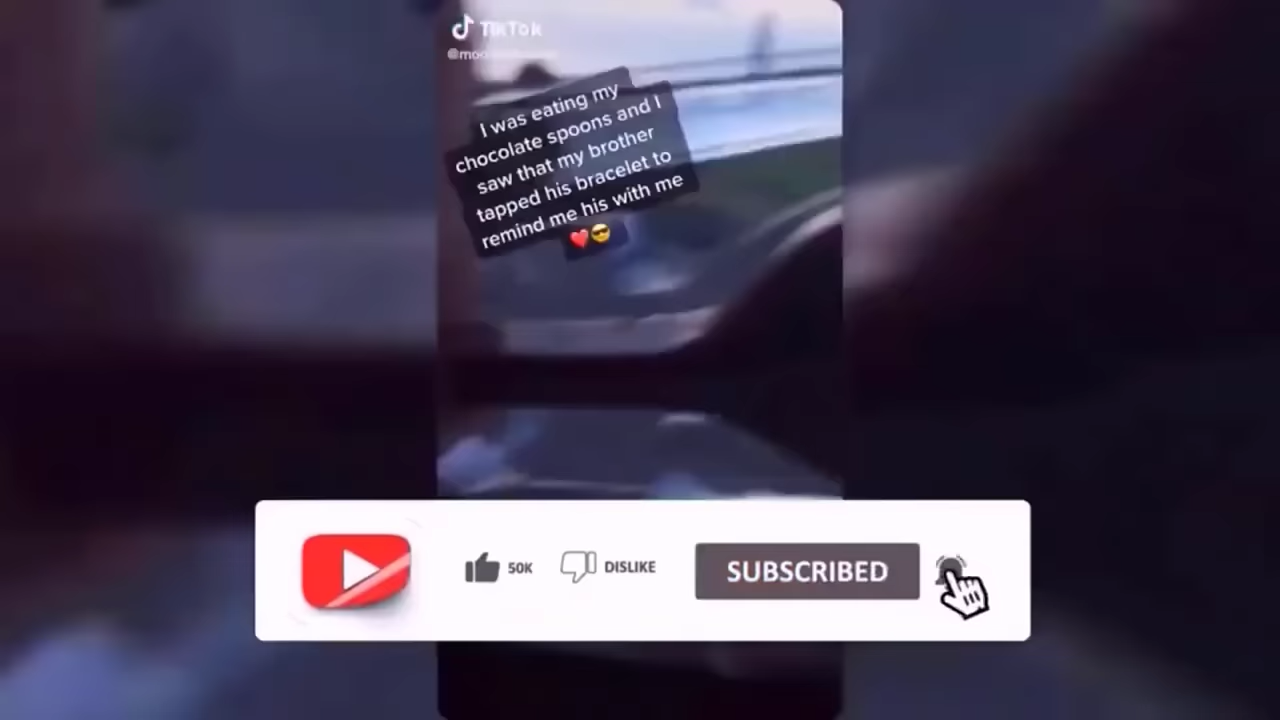 TikTok
I was eating my
chocolate spoons and I
saw that my brother
tapped his bracelet to
remind me his with me
❤️😎
50K
DISLIKE
SUBSCRIBED